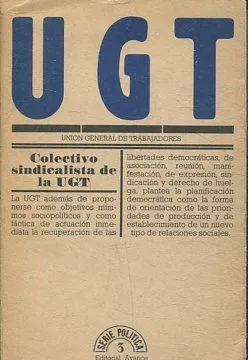 UGT
UNION GENERAL DE TRABAJADORES
Colectivo
sindicalista de
la UGT
La UGT además de propo-
nerse como objetivos míni-
mos sociopolíticos y como
táctica de actuación inme-
diata la recuperación de las
libertades democráticas, de
asociación, reunión, mani-
festación, de expresión, sin-
dicación y derecho de huel-
ga, plantea la planificación
democrática como la forma
de orientación de las priori-
dades de producción y de
establecimiento de un nuevo
tipo de relaciones sociales.
SERIE POLITICA
3
Editorial Avance